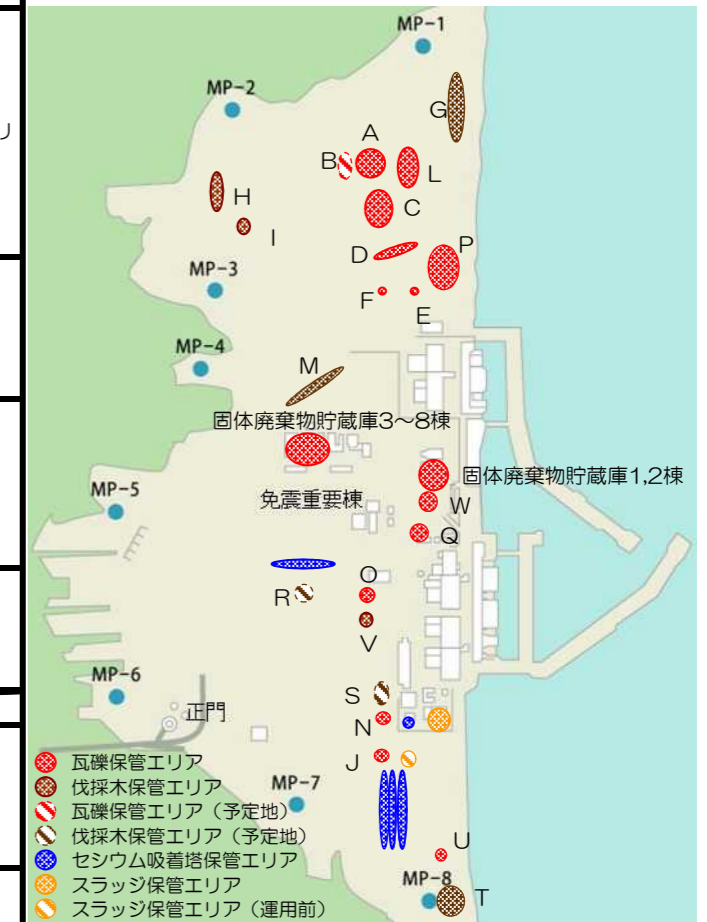 MP-1
MP-2
G
リ
A
B
L
H
C
I
D
P
MP-3
F
E
MP-4
M
固体廃棄物貯蔵庫3~8棟
固体廃棄物貯蔵庫1,2棟
MP-5
免震重要棟
W
Q
O
R
V
MP-6
S
正門
N
J
瓦礫保管エリア
伐採木保管エリア
MP-7
瓦礫保管エリア（予定地）
伐採木保管エリア（予定地）
U
セシウム吸着塔保管エリア
MP-8
スラッジ保管エリア
T
スラッジ保管エリア（運用前）